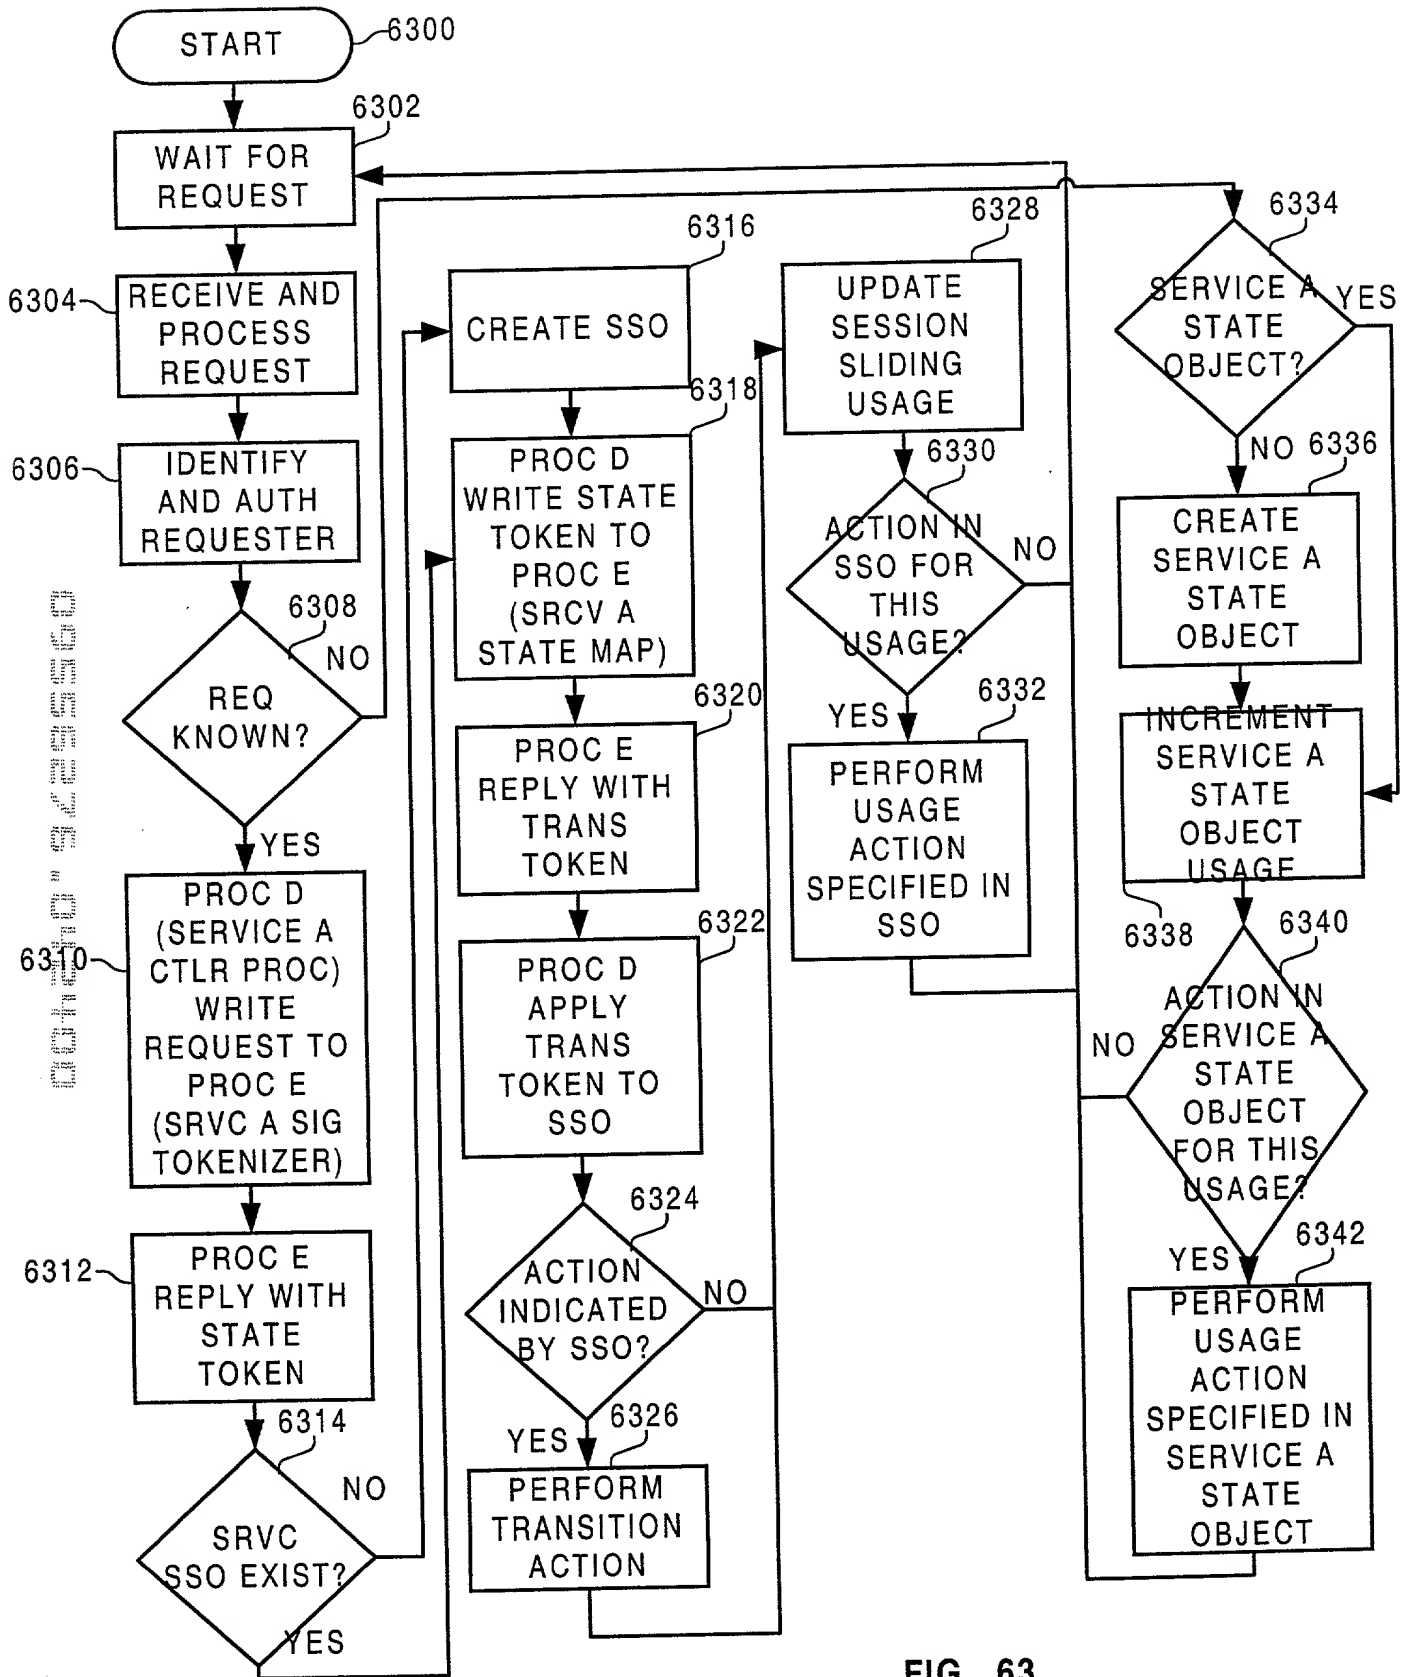 START
6300
6302
WAIT FOR
REQUEST
6304
RECEIVE AND
PROCESS
REQUEST
6306
IDENTIFY
AND AUTH
REQUESTER
6308
NO
REQ
KNOWN?
YES
6310
PROC D
(SERVICE A
CTLR PROC)
WRITE
REQUEST TO
PROC E
(SRVC A SIG
TOKENIZER)
6312
PROC E
REPLY WITH
STATE
TOKEN
6314
NO
SRVC
SSO EXIST?
YES
6316
CREATE SSO
6318
PROC D
WRITE STATE
TOKEN TO
PROC E
(SRCV A
STATE MAP)
6320
PROC E
REPLY WITH
TRANS
TOKEN
6322
PROC D
APPLY
TRANS
TOKEN TO
SSO
6324
ACTION
INDICATED
BY SSO?
NO
YES
6326
PERFORM
TRANSITION
ACTION
6328
UPDATE
SESSION
SLIDING
USAGE
6330
ACTION IN
SSO FOR
THIS
USAGE?
NO
YES
6332
PERFORM
USAGE
ACTION
SPECIFIED IN
SSO
6334
SERVICE A
STATE
OBJECT?
YES
NO
6336
CREATE
SERVICE A
STATE
OBJECT
INCREMENT
SERVICE A
STATE
OBJECT
USAGE
6338
6340
ACTION IN
SERVICE A
STATE
OBJECT
FOR THIS
USAGE?
NO
YES
6342
PERFORM
USAGE
ACTION
SPECIFIED IN
SERVICE A
STATE
OBJECT
FIG. 63